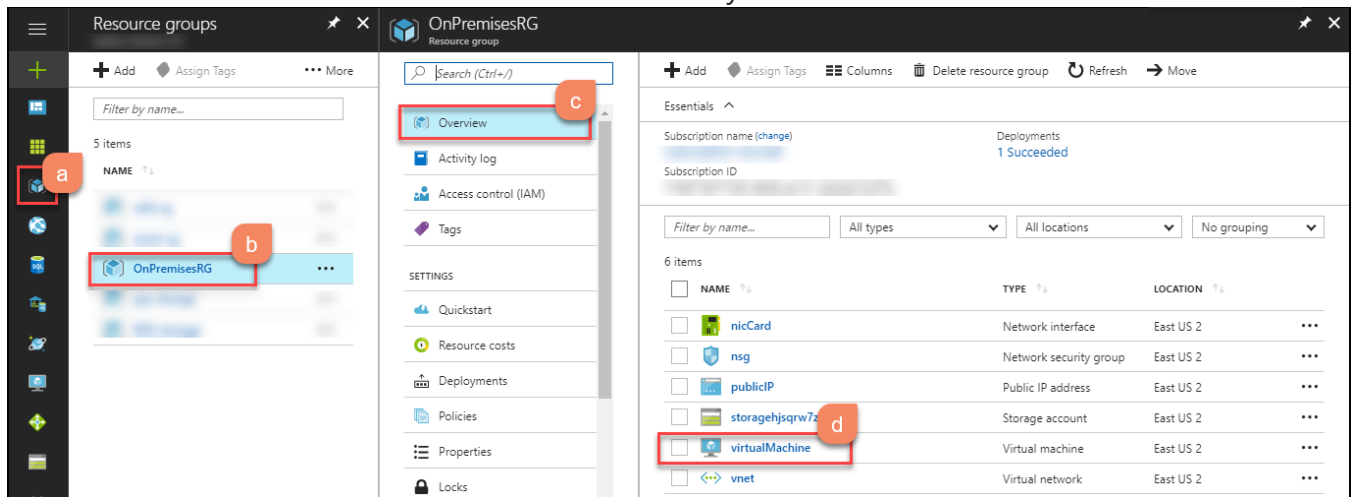 Resource groups
OnPremisesRG
Resource group
Add
Assign Tags
More
Filter by name...
5 items
NAME
a
b
OnPremisesRG
Search (Ctrl+/)
c
Overview
Activity log
Access control (IAM)
Tags
SETTINGS
Quickstart
Resource costs
Deployments
Policies
Properties
Locks
Add
Assign Tags
Columns
Delete resource group
Refresh
Move
Essentials
Subscription name (change)
Deployments
1 Succeeded
Subscription ID
Filter by name...
All types
All locations
No grouping
6 items
NAME TYPE LOCATION
nicCard Network interface East US 2
nsg Network security group East US 2
publicIP Public IP address East US 2
storagehjsqrw7z Storage account East US 2
d
virtualMachine Virtual machine East US 2
vnet Virtual network East US 2